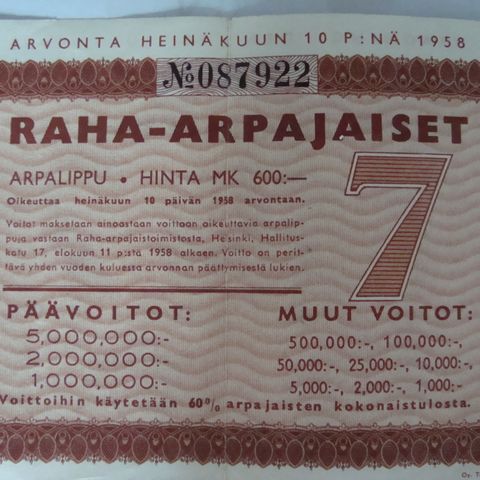 ARVONTA HEINÄKUUN 10 P:NÄ 1958
№ 087922
RAHA-ARPAJAISET
ARPALIPPU • HINTA MK 600:—
Oikeuttaa heinäkuun 10 päivän 1958 arvontaan.
Voitot maksetaan ainoastaan voittoon oikeuttavia arpalip-
puja vastaan Raha-arpajaistoimistosta, Helsinki, Hallitus-
katu 17, elokuun 11 p:stä 1958 alkaen. Voitto on perit-
tävä yhden vuoden kuluessa arvonnan päättymisestä lukien.
7
PÄÄVOITOT:
5,000,000:-
2,000,000:-
1,000,000:-
MUUT VOITOT:
500,000:-, 100,000:-,
50,000:-, 25,000:-, 10,000:-,
5,000:-, 2,000:-, 1,000:-
Voittoihin käytetään 60% arpajaisten kokonaistulosta.
Oy.